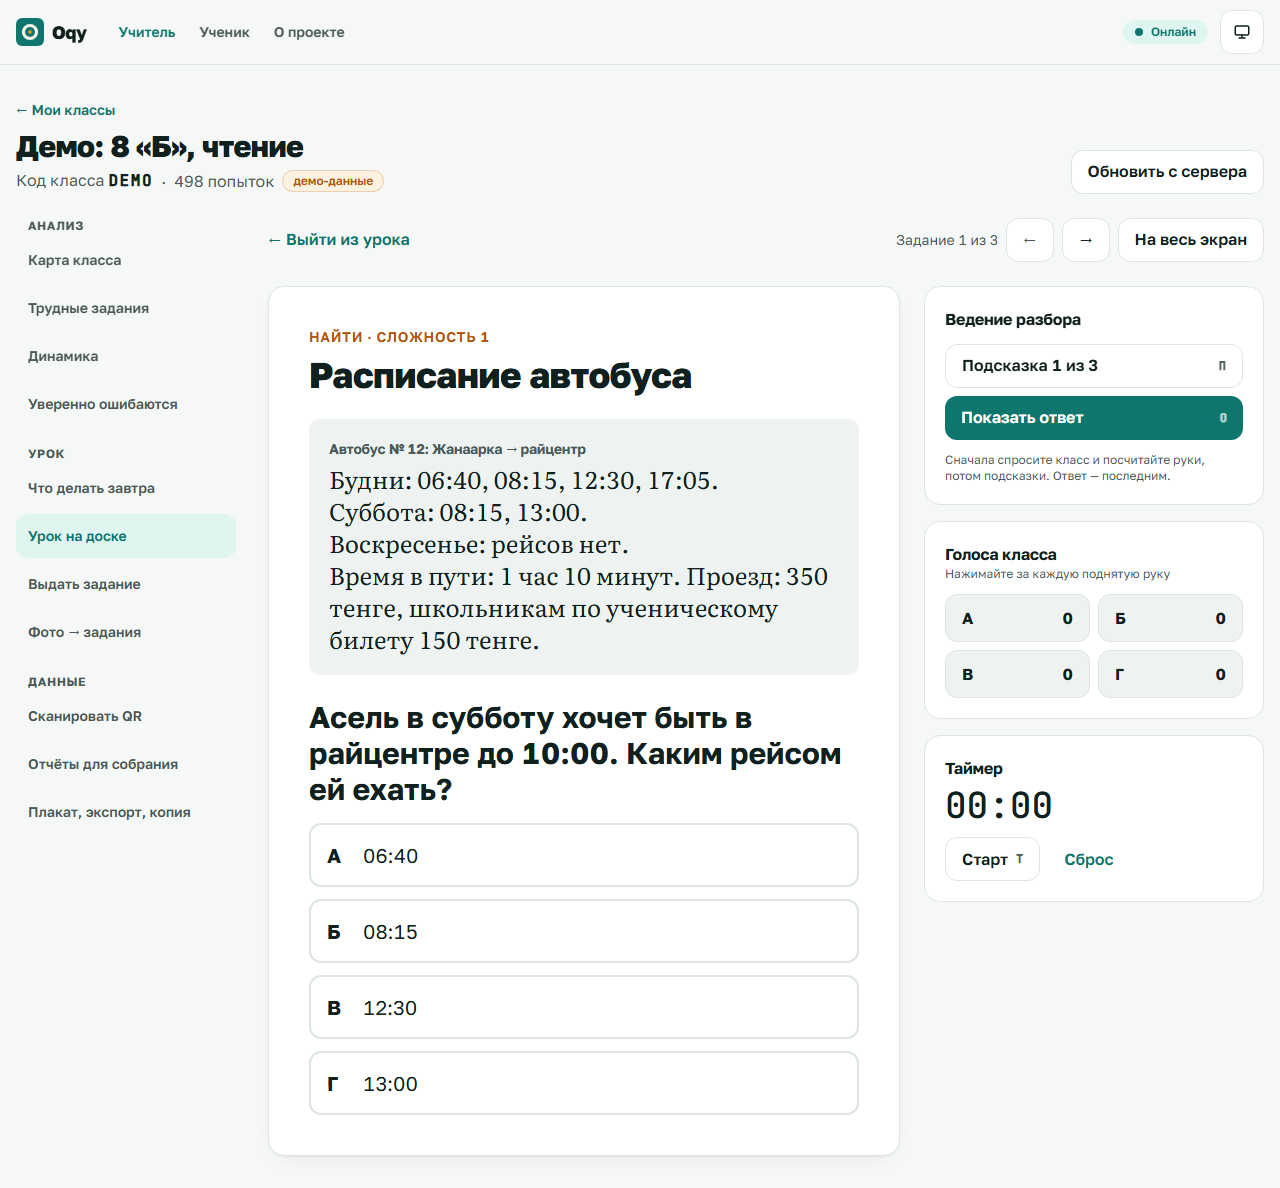 Oqy
Учитель
Ученик
О проекте
Онлайн
← Мои классы
Демо: 8 «Б», чтение
Код класса DEMO · 498 попыток демо-данные
Обновить с сервера
АНАЛИЗ
Карта класса
Трудные задания
Динамика
Уверенно ошибаются
УРОК
Что делать завтра
Урок на доске
Выдать задание
Фото → задания
ДАННЫЕ
Сканировать QR
Отчёты для собрания
Плакат, экспорт, копия
← Выйти из урока
Задание 1 из 3
←
→
На весь экран
НАЙТИ · СЛОЖНОСТЬ 1
Расписание автобуса
Автобус № 12: Жанаарка → райцентр
Будни: 06:40, 08:15, 12:30, 17:05.
Суббота: 08:15, 13:00.
Воскресенье: рейсов нет.
Время в пути: 1 час 10 минут. Проезд: 350
тенге, школьникам по ученическому
билету 150 тенге.
Асель в субботу хочет быть в
райцентре до 10:00. Каким рейсом
ей ехать?
А 06:40
Б 08:15
В 12:30
Г 13:00
Ведение разбора
Подсказка 1 из 3 П
Показать ответ О
Сначала спросите класс и посчитайте руки,
потом подсказки. Ответ — последним.
Голоса класса
Нажимайте за каждую поднятую руку
А 0
Б 0
В 0
Г 0
Таймер
00:00
Старт Т
Сброс